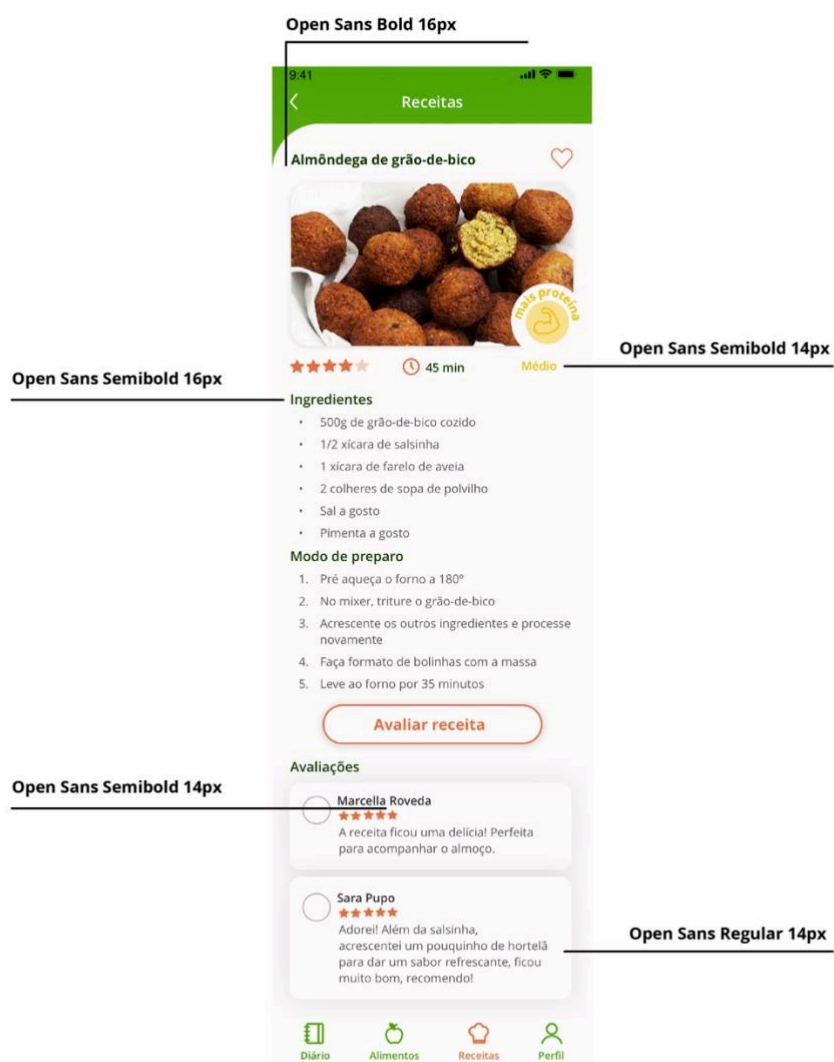 Open Sans Bold 16px
9:41
Receitas
Almôndega de grão-de-bico
mais proteína
Open Sans Semibold 14px
45 min
Médio
Open Sans Semibold 16px
Ingredientes
• 500g de grão-de-bico cozido
• 1/2 xícara de salsinha
• 1 xícara de farelo de aveia
• 2 colheres de sopa de polvilho
• Sal a gosto
• Pimenta a gosto
Modo de preparo
1. Pré aqueça o forno a 180°
2. No mixer, triture o grão-de-bico
3. Acrescente os outros ingredientes e processe
novamente
4. Faça formato de bolinhas com a massa
5. Leve ao forno por 35 minutos
Avaliar receita
Avaliações
Open Sans Semibold 14px
Marcella Roveda
A receita ficou uma delícia! Perfeita
para acompanhar o almoço.
Sara Pupo
Adorei! Além da salsinha,
acrescentei um pouquinho de hortelã
para dar um sabor refrescante, ficou
muito bom, recomendo!
Open Sans Regular 14px
Diário
Alimentos
Receitas
Perfil